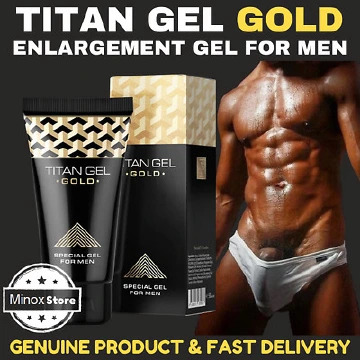 TITAN GEL GOLD
ENLARGEMENT GEL FOR MEN
TITAN GEL
GOLD
SPECIAL GEL
FOR MEN
TITAN GEL
GOLD
SPECIAL GEL
FOR MEN
Minox Store
GENUINE PRODUCT & FAST DELIVERY